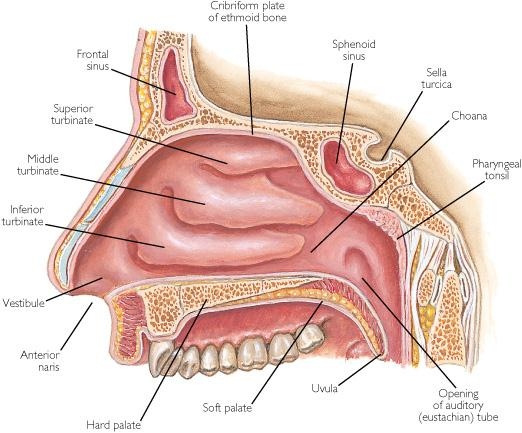 Cribriform plate
of ethmoid bone
Frontal
sinus
Sphenoid
sinus
Sella
turcica
Superior
turbinate
Choana
Middle
turbinate
Pharyngeal
tonsil
Inferior
turbinate
Vestibule
Anterior
naris
Uvula
Opening
of auditory
(eustachian) tube
Soft palate
Hard palate